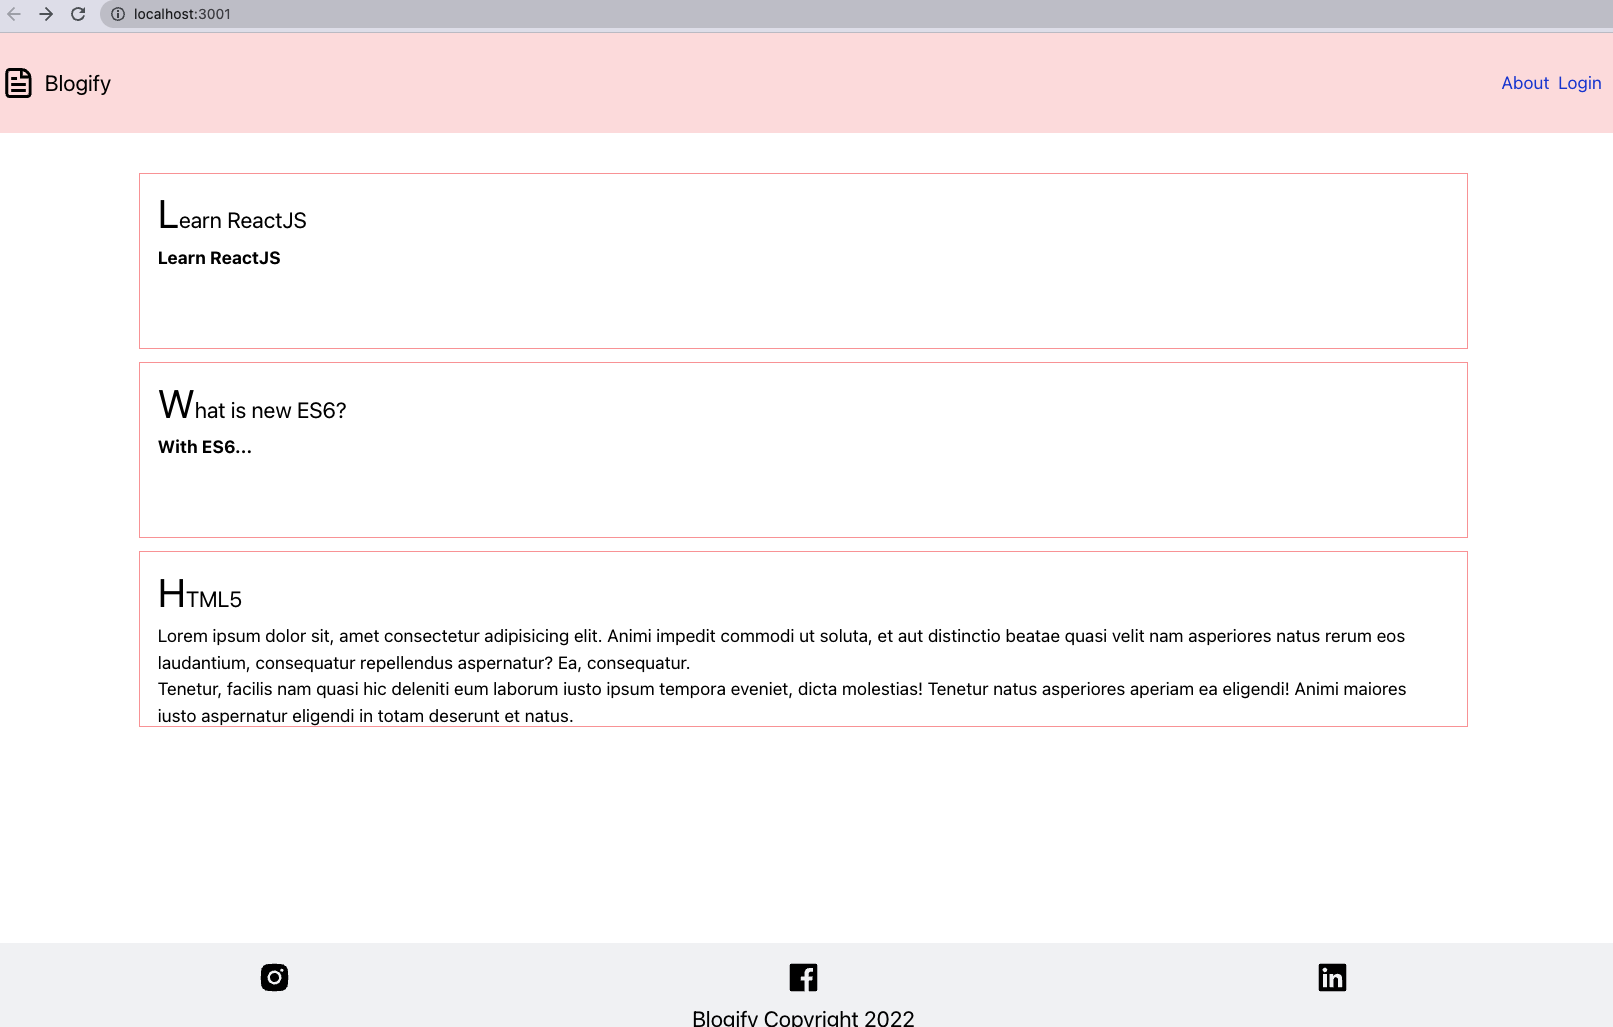 localhost:3001
Blogify
About Login
Learn ReactJS
Learn ReactJS
What is new ES6?
With ES6...
HTML5
Lorem ipsum dolor sit, amet consectetur adipisicing elit. Animi impedit commodi ut soluta, et aut distinctio beatae quasi velit nam asperiores natus rerum eos
laudantium, consequatur repellendus aspernatur? Ea, consequatur.
Tenetur, facilis nam quasi hic deleniti eum laborum iusto ipsum tempora eveniet, dicta molestias! Tenetur natus asperiores aperiam ea eligendi! Animi maiores
iusto aspernatur eligendi in totam deserunt et natus.
Blogify Copyright 2022